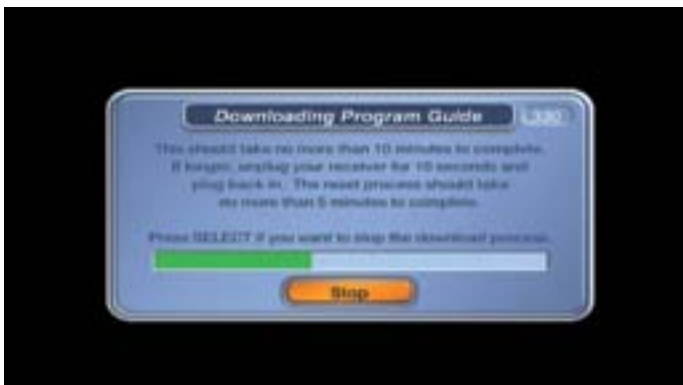 Downloading Program Guide
This should take no more than 10 minutes to complete.
If longer, unplug your receiver for 10 seconds and
plug back in. The reset process should take
no more than 5 minutes to complete.
Press SELECT if you want to stop the download process.
Stop